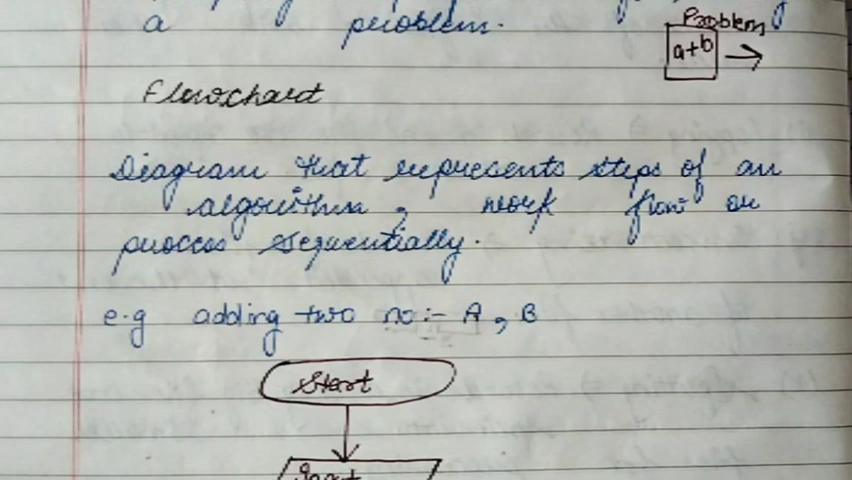 a problem.
Problem
a+b
Flowchart
Diagram that represents steps of an
algorithm, work flow or
process sequentially.
e.g adding two no:- A, B
Start